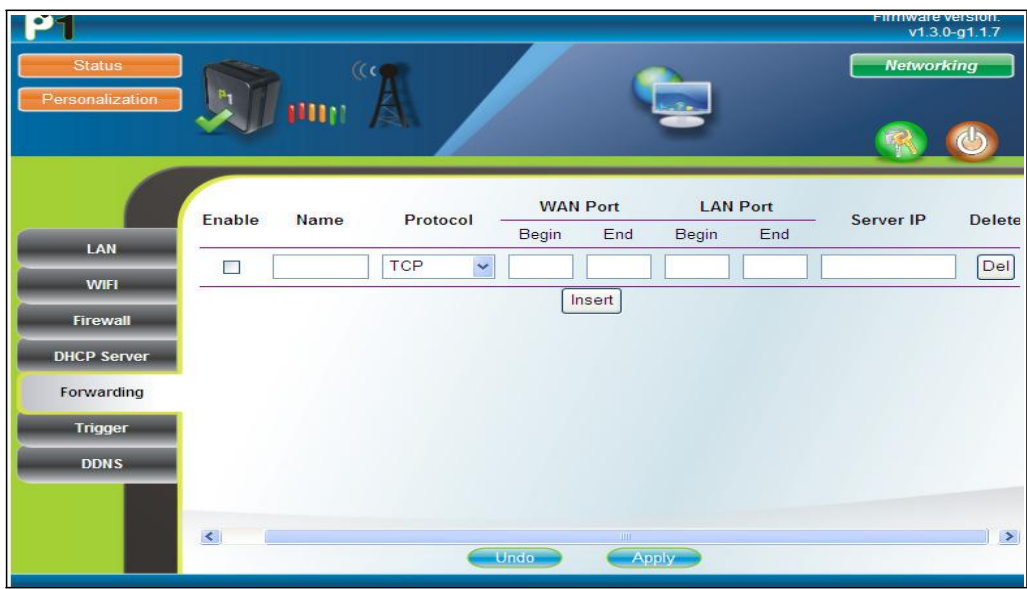 P1
Firmware version:
v1.3.0-g1.1.7
Status
Personalization
P1
Networking
Enable Name Protocol WAN Port LAN Port Server IP Delete
Begin End Begin End
TCP Del
Insert
LAN
WIFI
Firewall
DHCP Server
Forwarding
Trigger
DDNS
Undo Apply